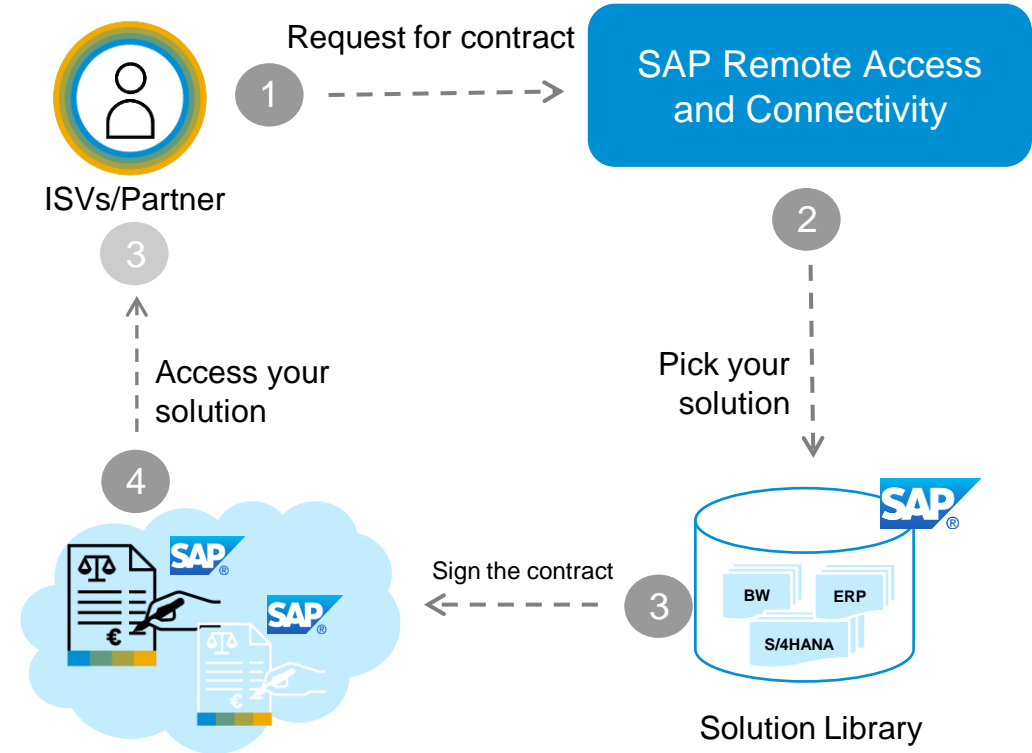 Request for contract
1
SAP Remote Access
and Connectivity
ISVs/Partner
3
2
Access your
solution
Pick your
solution
4
SAP®
SAP®
SAP®
€
€
Sign the contract
3
BW
ERP
S/4HANA
Solution Library